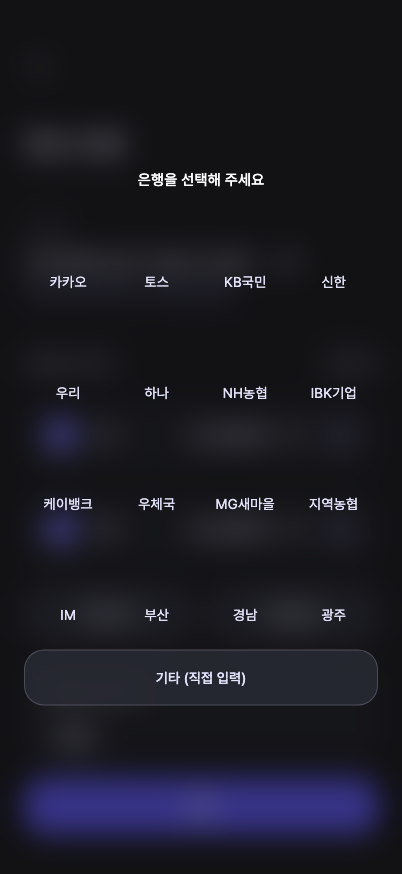 은행을 선택해 주세요
카카오 토스 KB국민 신한
우리 하나 NH농협 IBK기업
케이뱅크 우체국 MG새마을 지역농협
IM 부산 경남 광주
기타 (직접 입력)